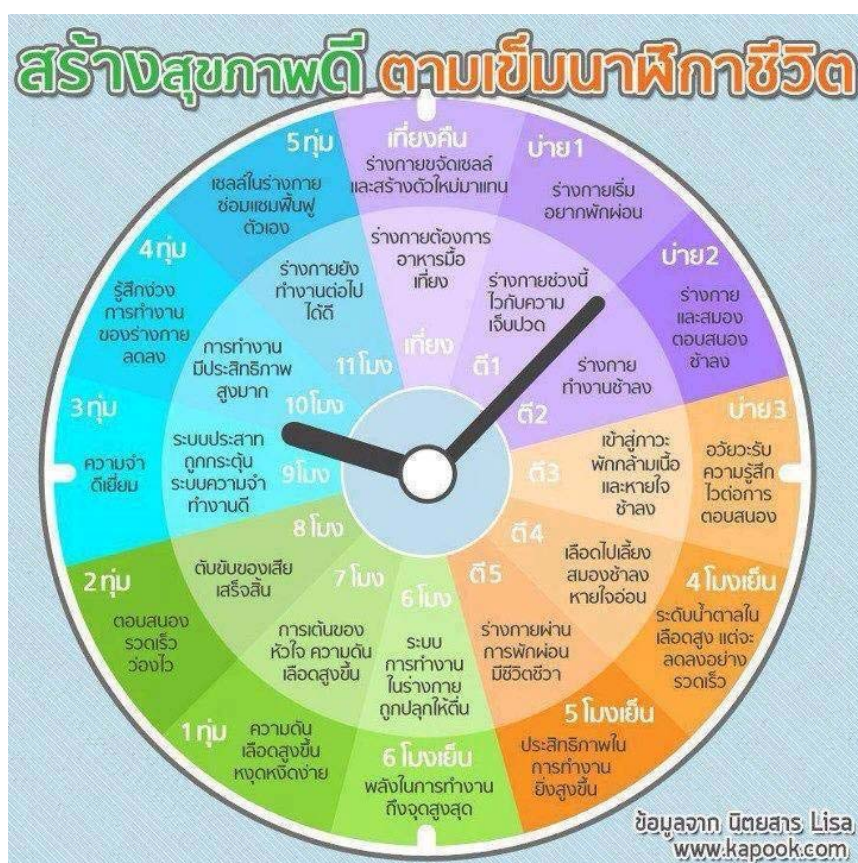 สร้างสุขภาพดี ตามเข็มนาฬิกาชีวิต
เที่ยงคืน
ร่างกายขจัดเซลล์
และสร้างตัวใหม่มาแทน
บ่าย1
ร่างกายเริ่ม
อยากพักผ่อน
บ่าย2
ร่างกาย
และสมอง
ตอบสนอง
ช้าลง
บ่าย3
อวัยวะรับ
ความรู้สึก
ไวต่อการ
ตอบสนอง
4 โมงเย็น
ระดับน้ำตาลใน
เลือดสูง แต่จะ
ลดลงอย่าง
รวดเร็ว
5 โมงเย็น
ประสิทธิภาพใน
การทำงาน
ยิ่งสูงขึ้น
6 โมงเย็น
พลังในการทำงาน
ถึงจุดสูงสุด
1 ทุ่ม
ความดัน
เลือดสูงขึ้น
หงุดหงิดง่าย
2 ทุ่ม
ตอบสนอง
รวดเร็ว
ว่องไว
3 ทุ่ม
ความจำ
ดีเยี่ยม
4 ทุ่ม
รู้สึกง่วง
การทำงาน
ของร่างกาย
ลดลง
5 ทุ่ม
เซลล์ในร่างกาย
ซ่อมแซมฟื้นฟู
ตัวเอง
ร่างกายต้องการ
อาหารมื้อ
เที่ยง
เที่ยง
ร่างกายช่วงนี้
ไวกับความ
เจ็บปวด
ตี1
ร่างกาย
ทำงานช้าลง
ตี2
เข้าสู่ภาวะ
พักกล้ามเนื้อ
และหายใจ
ช้าลง
ตี3
เลือดไปเลี้ยง
สมองช้าลง
หายใจอ่อน
ตี4
ตี5
ร่างกายผ่าน
การพักผ่อน
มีชีวิตชีวา
6 โมง
ระบบ
การทำงาน
ในร่างกาย
ถูกปลุกให้ตื่น
7 โมง
การเต้นของ
หัวใจ ความดัน
เลือดสูงขึ้น
8 โมง
ตับขับของเสีย
เสร็จสิ้น
9 โมง
ระบบประสาท
ถูกกระตุ้น
ระบบความจำ
ทำงานดี
10 โมง
การทำงาน
มีประสิทธิภาพ
สูงมาก
11 โมง
ร่างกายยัง
ทำงานต่อไป
ได้ดี
ข้อมูลจาก นิตยสาร Lisa
www.kapook.com